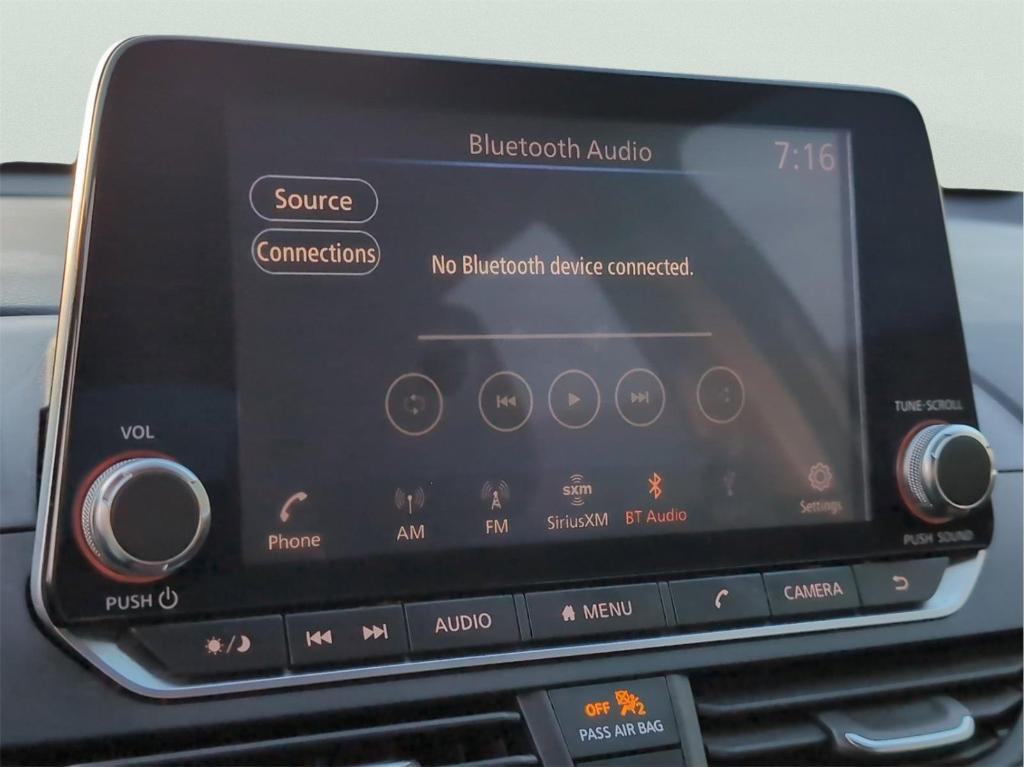 Bluetooth Audio
7:16
Source
Connections
No Bluetooth device connected.
VOL
TUNE·SCROLL
Phone
AM
FM
sxm
SiriusXM
BT Audio
Settings
PUSH
PUSH SOUND
AUDIO
MENU
CAMERA
OFF
2
PASS AIR BAG